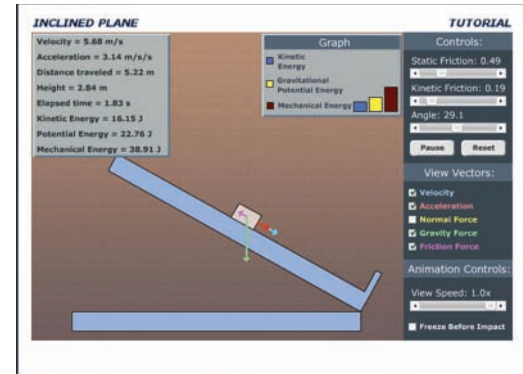 INCLINED PLANE
TUTORIAL
Velocity = 5.68 m/s
Acceleration = 3.14 m/s/s
Distance traveled = 5.22 m
Height = 2.84 m
Elapsed time = 1.83 s
Kinetic Energy = 16.15 J
Potential Energy = 22.76 J
Mechanical Energy = 38.91 J
Graph
Kinetic
Energy
Gravitational
Potential Energy
Mechanical Energy
Controls:
Static Friction: 0.49
Kinetic Friction: 0.19
Angle: 29.1
Pause
Reset
View Vectors:
Velocity
Acceleration
Normal Force
Gravity Force
Friction Force
Animation Controls:
View Speed: 1.0x
Freeze Before Impact